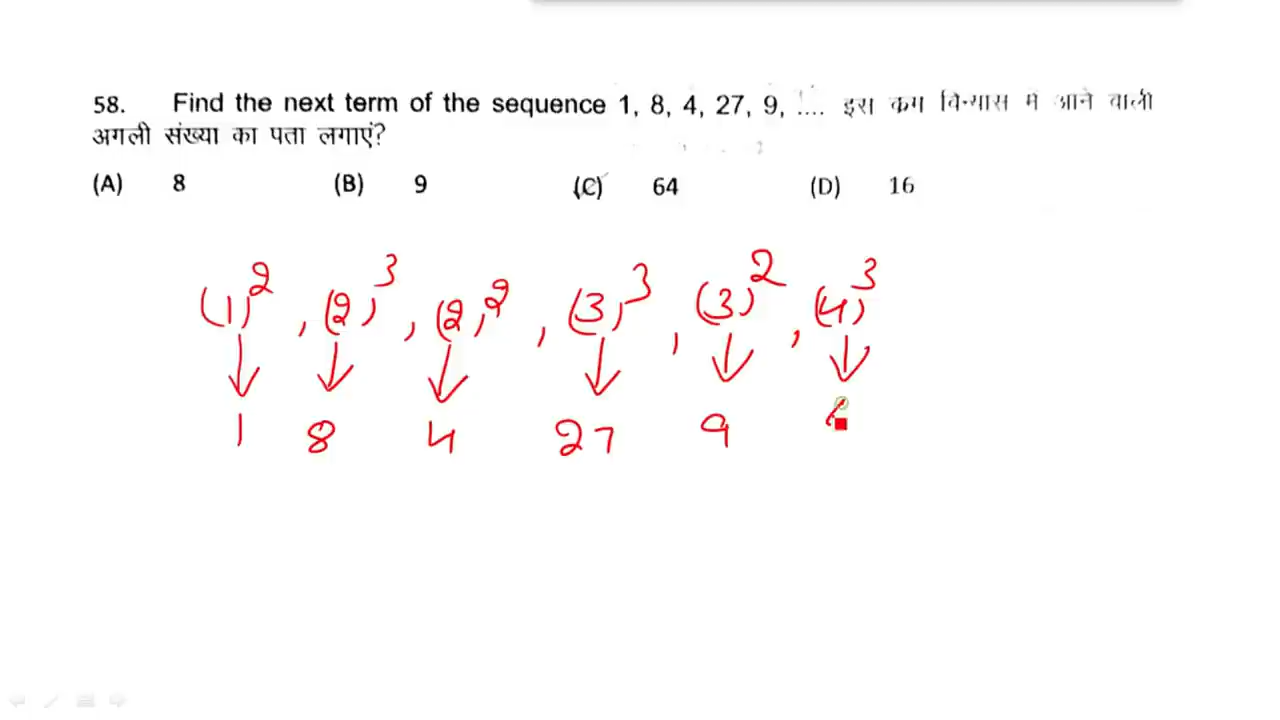 58. Find the next term of the sequence 1, 8, 4, 27, 9, .... इस क्रम विन्यास में आने वाली
अगली संख्या का पता लगाएं?
(A) 8 (B) 9 (C) 64 (D) 16
(1)², (2)³, (2)², (3)³, (3)², (4)³
1 8 4 27 9